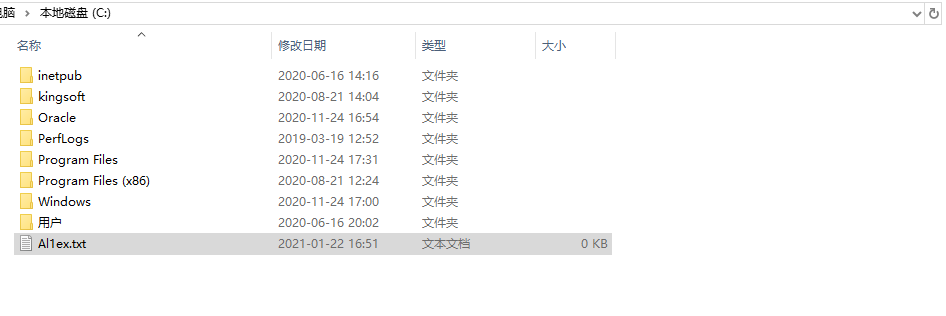 电脑 › 本地磁盘 (C:)
名称 修改日期 类型 大小
inetpub 2020-06-16 14:16 文件夹
kingsoft 2020-08-21 14:04 文件夹
Oracle 2020-11-24 16:54 文件夹
PerfLogs 2019-03-19 12:52 文件夹
Program Files 2020-11-24 17:31 文件夹
Program Files (x86) 2020-08-21 12:24 文件夹
Windows 2020-11-24 17:00 文件夹
用户 2020-06-16 20:02 文件夹
Al1ex.txt 2021-01-22 16:51 文本文档 0 KB